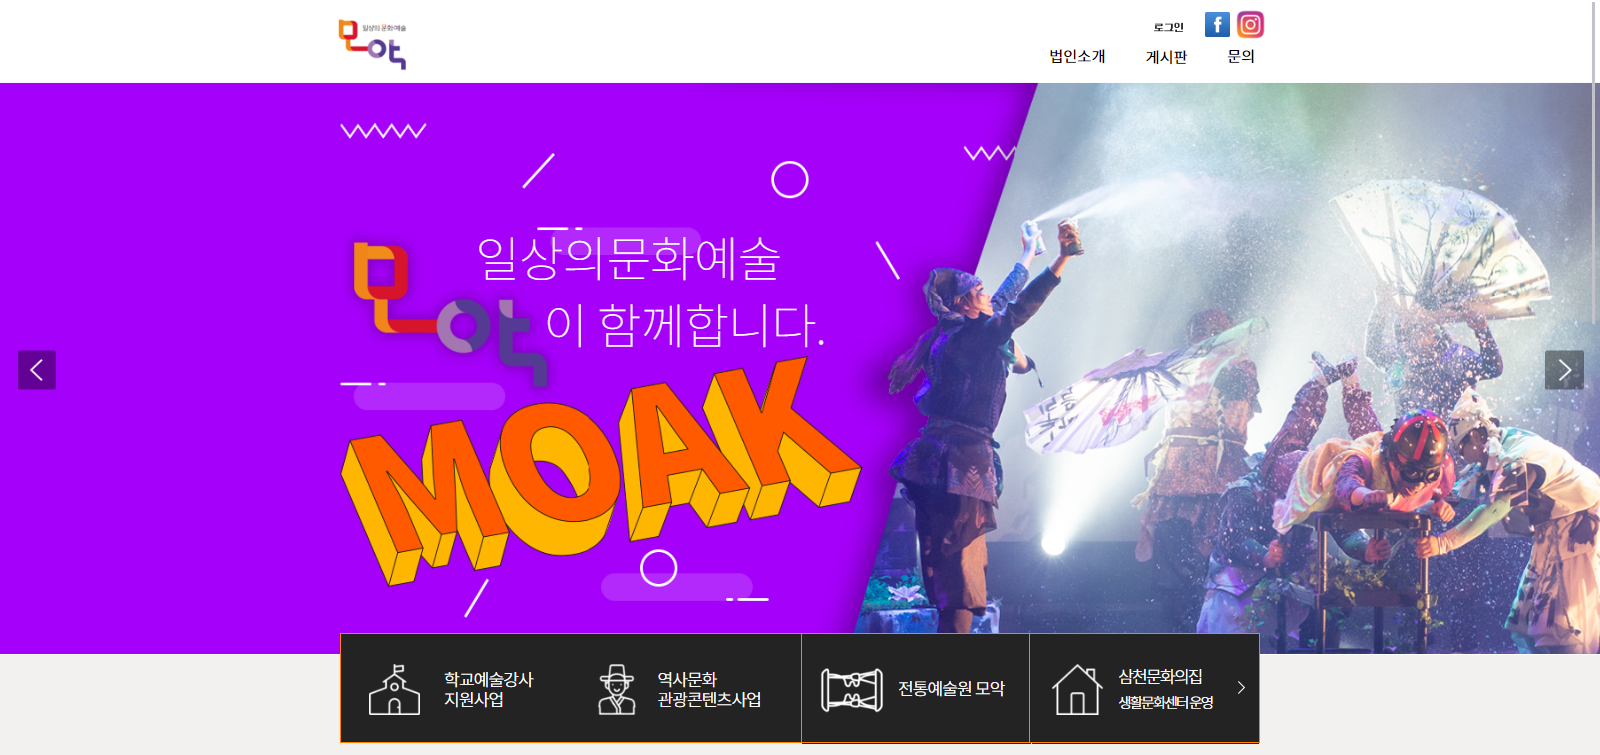 일상의 문화·예술
모악
로그인
법인소개
게시판
문의
일상의문화예술
모악
이 함께합니다.
MOAK
학교예술강사
지원사업
역사문화
관광콘텐츠사업
전통예술원 모악
삼천문화의집
생활문화센터 운영